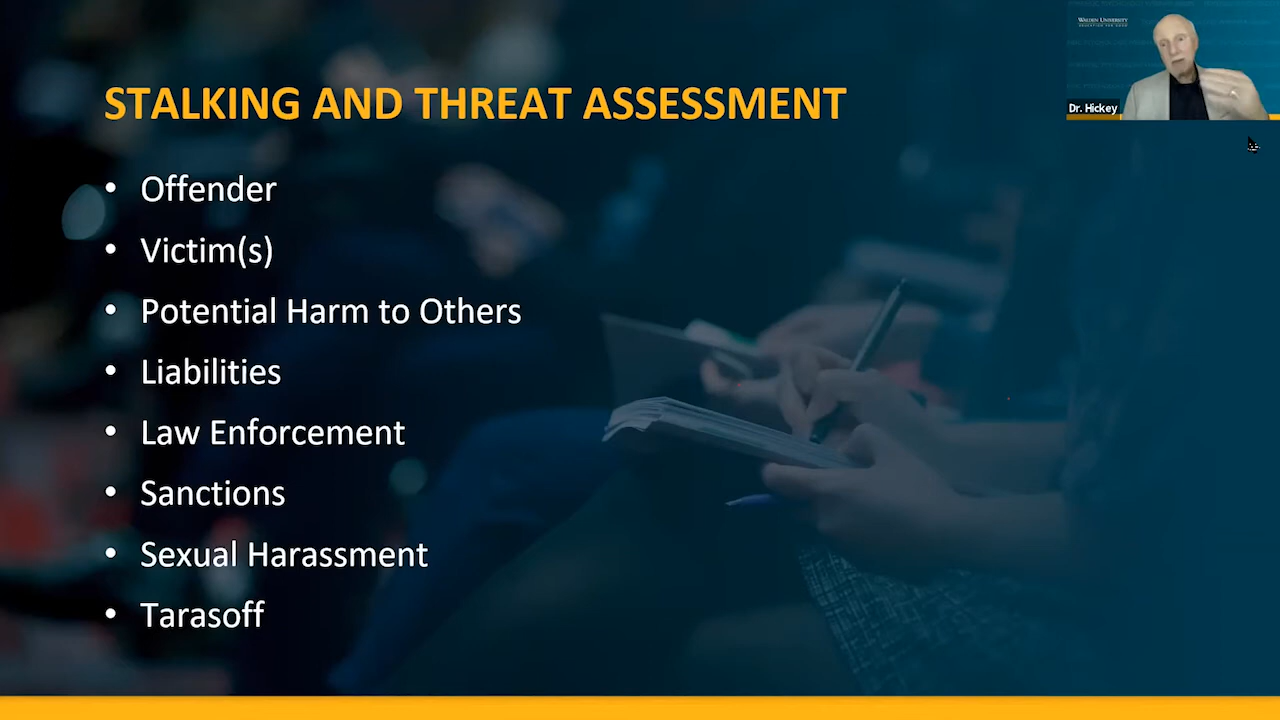 STALKING AND THREAT ASSESSMENT
• Offender
• Victim(s)
• Potential Harm to Others
• Liabilities
• Law Enforcement
• Sanctions
• Sexual Harassment
• Tarasoff
WALDEN UNIVERSITY
Dr. Hickey